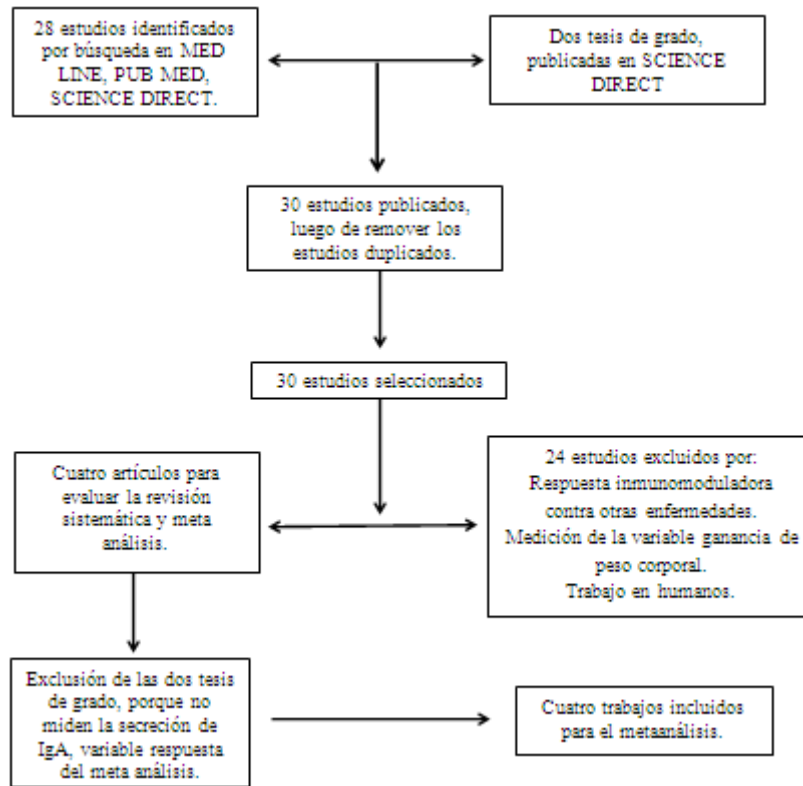 28 estudios identificados
por búsqueda en MED
LINE, PUB MED,
SCIENCE DIRECT.
Dos tesis de grado,
publicadas en SCIENCE
DIRECT
30 estudios publicados,
luego de remover los
estudios duplicados.
30 estudios seleccionados
Cuatro artículos para
evaluar la revisión
sistemática y meta
análisis.
24 estudios excluidos por:
Respuesta inmunomoduladora
contra otras enfermedades.
Medición de la variable ganancia de
peso corporal.
Trabajo en humanos.
Exclusión de las dos tesis
de grado, porque no
miden la secreción de
IgA, variable respuesta
del meta análisis.
Cuatro trabajos incluidos
para el metaanálisis.